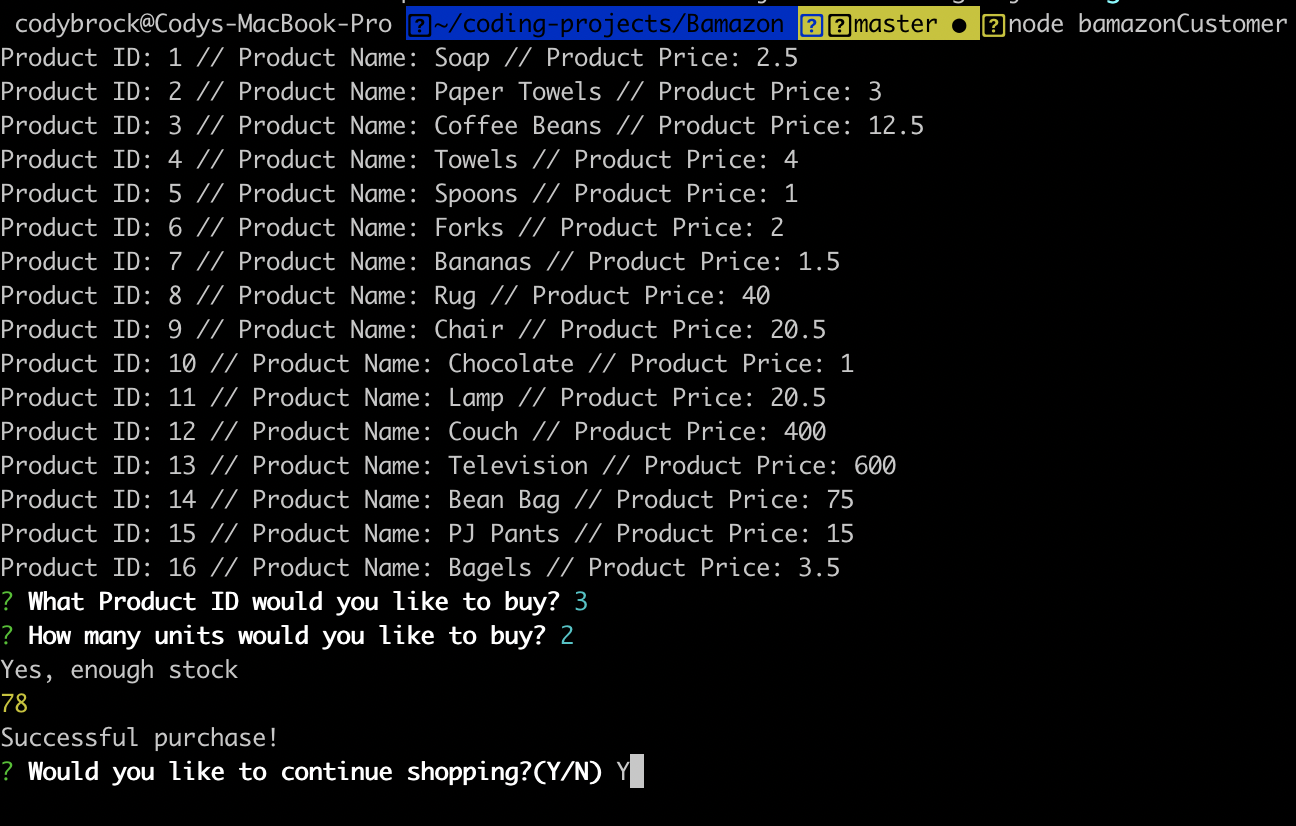 codybrock@Codys-MacBook-Pro ~/coding-projects/Bamazon master ● node bamazonCustomer
Product ID: 1 // Product Name: Soap // Product Price: 2.5
Product ID: 2 // Product Name: Paper Towels // Product Price: 3
Product ID: 3 // Product Name: Coffee Beans // Product Price: 12.5
Product ID: 4 // Product Name: Towels // Product Price: 4
Product ID: 5 // Product Name: Spoons // Product Price: 1
Product ID: 6 // Product Name: Forks // Product Price: 2
Product ID: 7 // Product Name: Bananas // Product Price: 1.5
Product ID: 8 // Product Name: Rug // Product Price: 40
Product ID: 9 // Product Name: Chair // Product Price: 20.5
Product ID: 10 // Product Name: Chocolate // Product Price: 1
Product ID: 11 // Product Name: Lamp // Product Price: 20.5
Product ID: 12 // Product Name: Couch // Product Price: 400
Product ID: 13 // Product Name: Television // Product Price: 600
Product ID: 14 // Product Name: Bean Bag // Product Price: 75
Product ID: 15 // Product Name: PJ Pants // Product Price: 15
Product ID: 16 // Product Name: Bagels // Product Price: 3.5
? What Product ID would you like to buy? 3
? How many units would you like to buy? 2
Yes, enough stock
78
Successful purchase!
? Would you like to continue shopping?(Y/N) Y